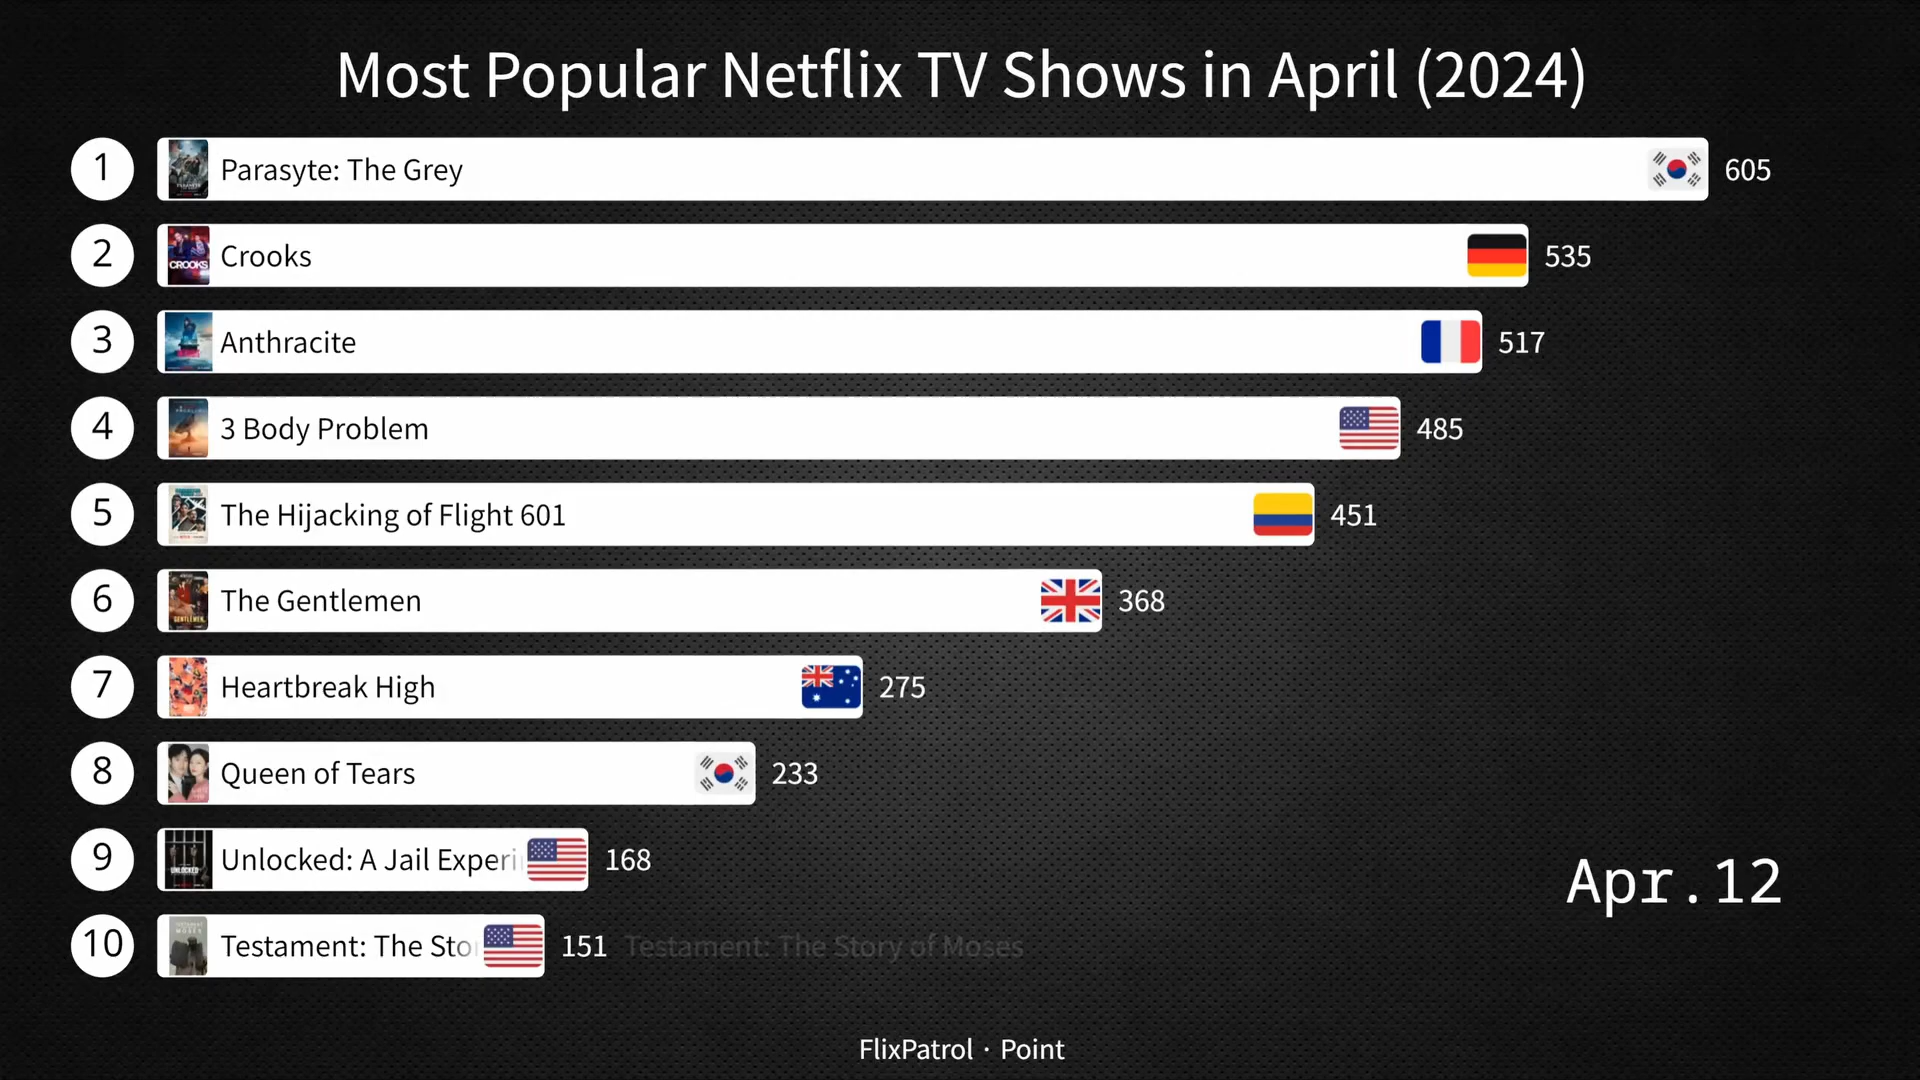 Most Popular Netflix TV Shows in April (2024)
1 Parasyte: The Grey 605
2 CROOKS Crooks 535
3 Anthracite 517
4 3 Body Problem 485
5 The Hijacking of Flight 601 451
6 GENTLEMEN The Gentlemen 368
7 Heartbreak High 275
8 Queen of Tears 233
9 UNLOCKED Unlocked: A Jail Experi 168
10 Testament: The Sto 151 Testament: The Story of Moses
Apr.12
FlixPatrol · Point